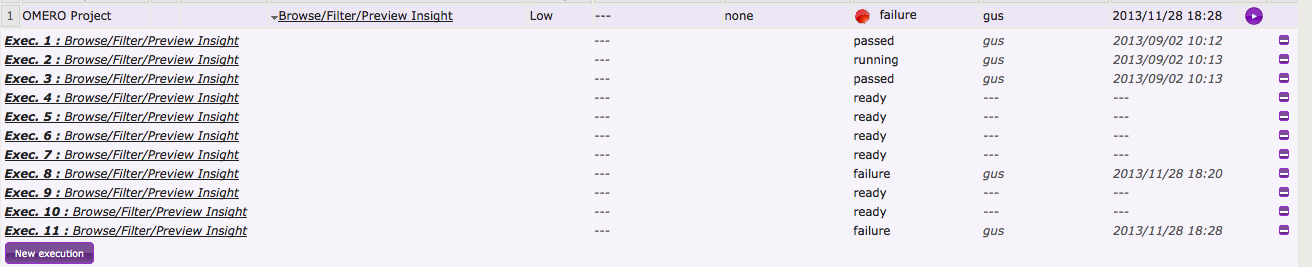 1 OMERO Project Browse/Filter/Preview Insight Low --- none failure gus 2013/11/28 18:28
Exec. 1 : Browse/Filter/Preview Insight --- passed gus 2013/09/02 10:12
Exec. 2 : Browse/Filter/Preview Insight --- running gus 2013/09/02 10:13
Exec. 3 : Browse/Filter/Preview Insight --- passed gus 2013/09/02 10:13
Exec. 4 : Browse/Filter/Preview Insight --- ready --- ---
Exec. 5 : Browse/Filter/Preview Insight --- ready --- ---
Exec. 6 : Browse/Filter/Preview Insight --- ready --- ---
Exec. 7 : Browse/Filter/Preview Insight --- ready --- ---
Exec. 8 : Browse/Filter/Preview Insight --- failure gus 2013/11/28 18:20
Exec. 9 : Browse/Filter/Preview Insight --- ready --- ---
Exec. 10 : Browse/Filter/Preview Insight --- ready --- ---
Exec. 11 : Browse/Filter/Preview Insight --- failure gus 2013/11/28 18:28
New execution